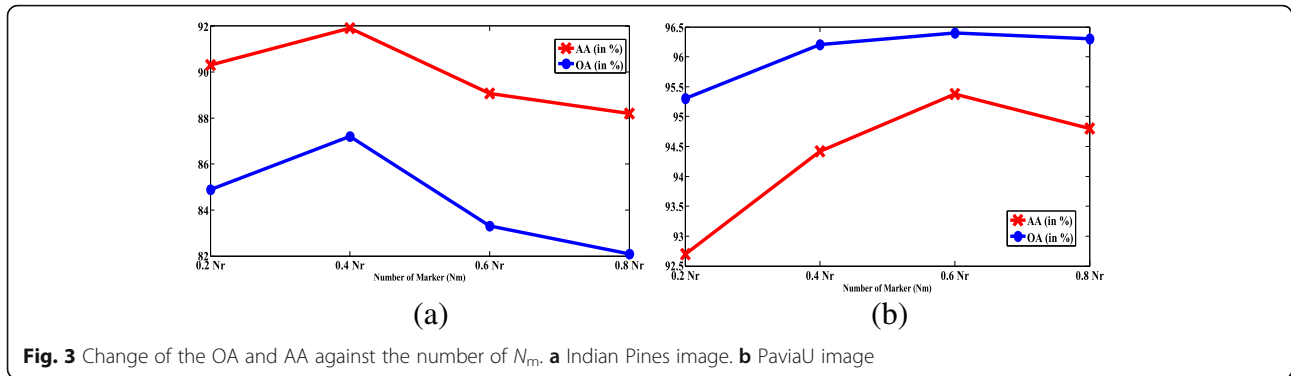 92
90
88
86
84
82
AA (in %)
OA (in %)
0.2 Nr 0.4 Nr 0.6 Nr 0.8 Nr
Number of Marker (Nm)
(a)
96.5
96
95.5
95
94.5
94
93.5
93
92.5
AA (in %)
OA (in %)
0.2 Nr 0.4 Nr 0.6 Nr 0.8 Nr
Number of Marker (Nm)
(b)
Fig. 3 Change of the OA and AA against the number of Nm. a Indian Pines image. b PaviaU image